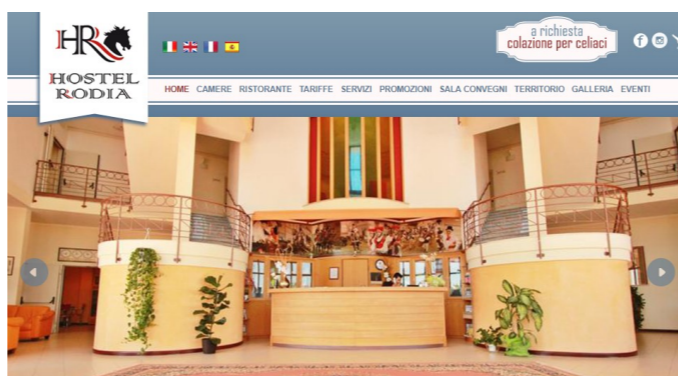 a richiesta
colazione per celiaci
HR
HOSTEL
RODIA
HOME CAMERE RISTORANTE TARIFFE SERVIZI PROMOZIONI SALA CONVEGNI TERRITORIO GALLERIA EVENTI